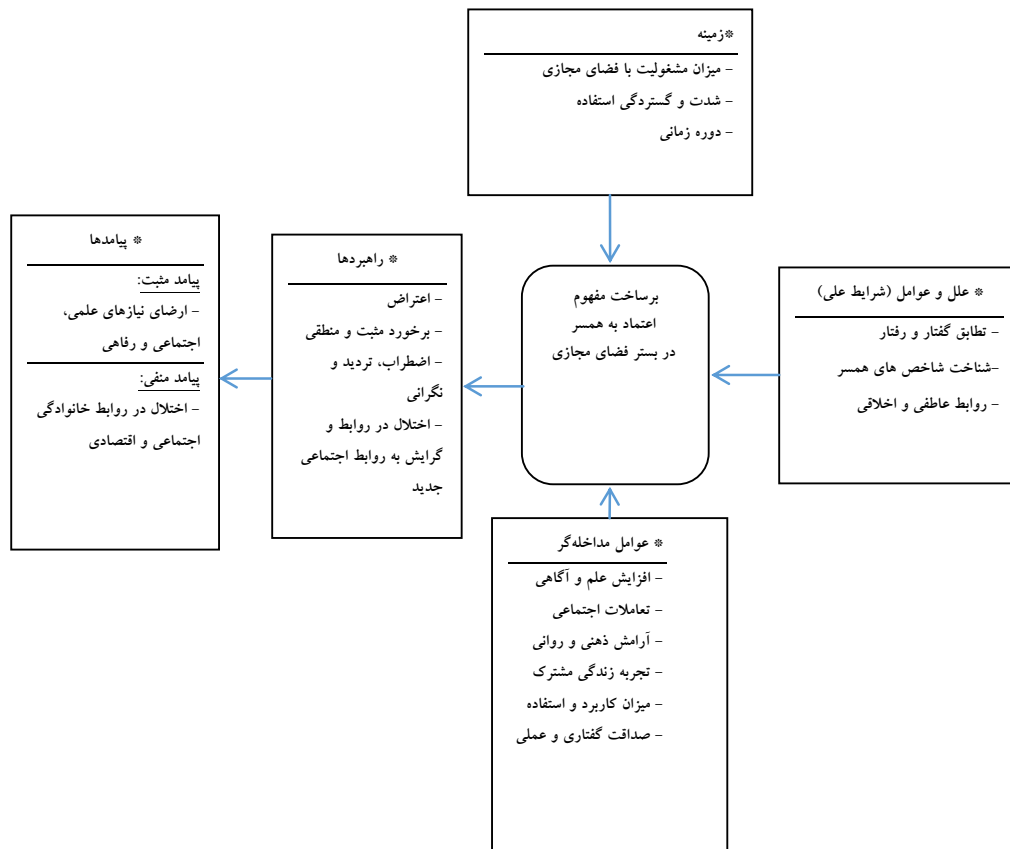 *زمینه
- میزان مشغولیت با فضای مجازی
- شدت و گستردگی استفاده
- دوره زمانی
* علل و عوامل (شرایط علی)
- تطابق گفتار و رفتار
-شناخت شاخص های همسر
- روابط عاطفی و اخلاقی
برساخت مفهوم
اعتماد به همسر
در بستر فضای مجازی
* راهبردها
- اعتراض
- برخورد مثبت و منطقی
- اضطراب، تردید و
نگرانی
- اختلال در روابط و
گرایش به روابط اجتماعی
جدید
* پیامدها
پیامد مثبت:
- ارضای نیازهای علمی،
اجتماعی و رفاهی
پیامد منفی:
- اختلال در روابط خانوادگی
اجتماعی و اقتصادی
* عوامل مداخله‌گر
- افزایش علم و آگاهی
- تعاملات اجتماعی
- آرامش ذهنی و روانی
- تجربه زندگی مشترک
- میزان کاربرد و استفاده
- صداقت گفتاری و عملی